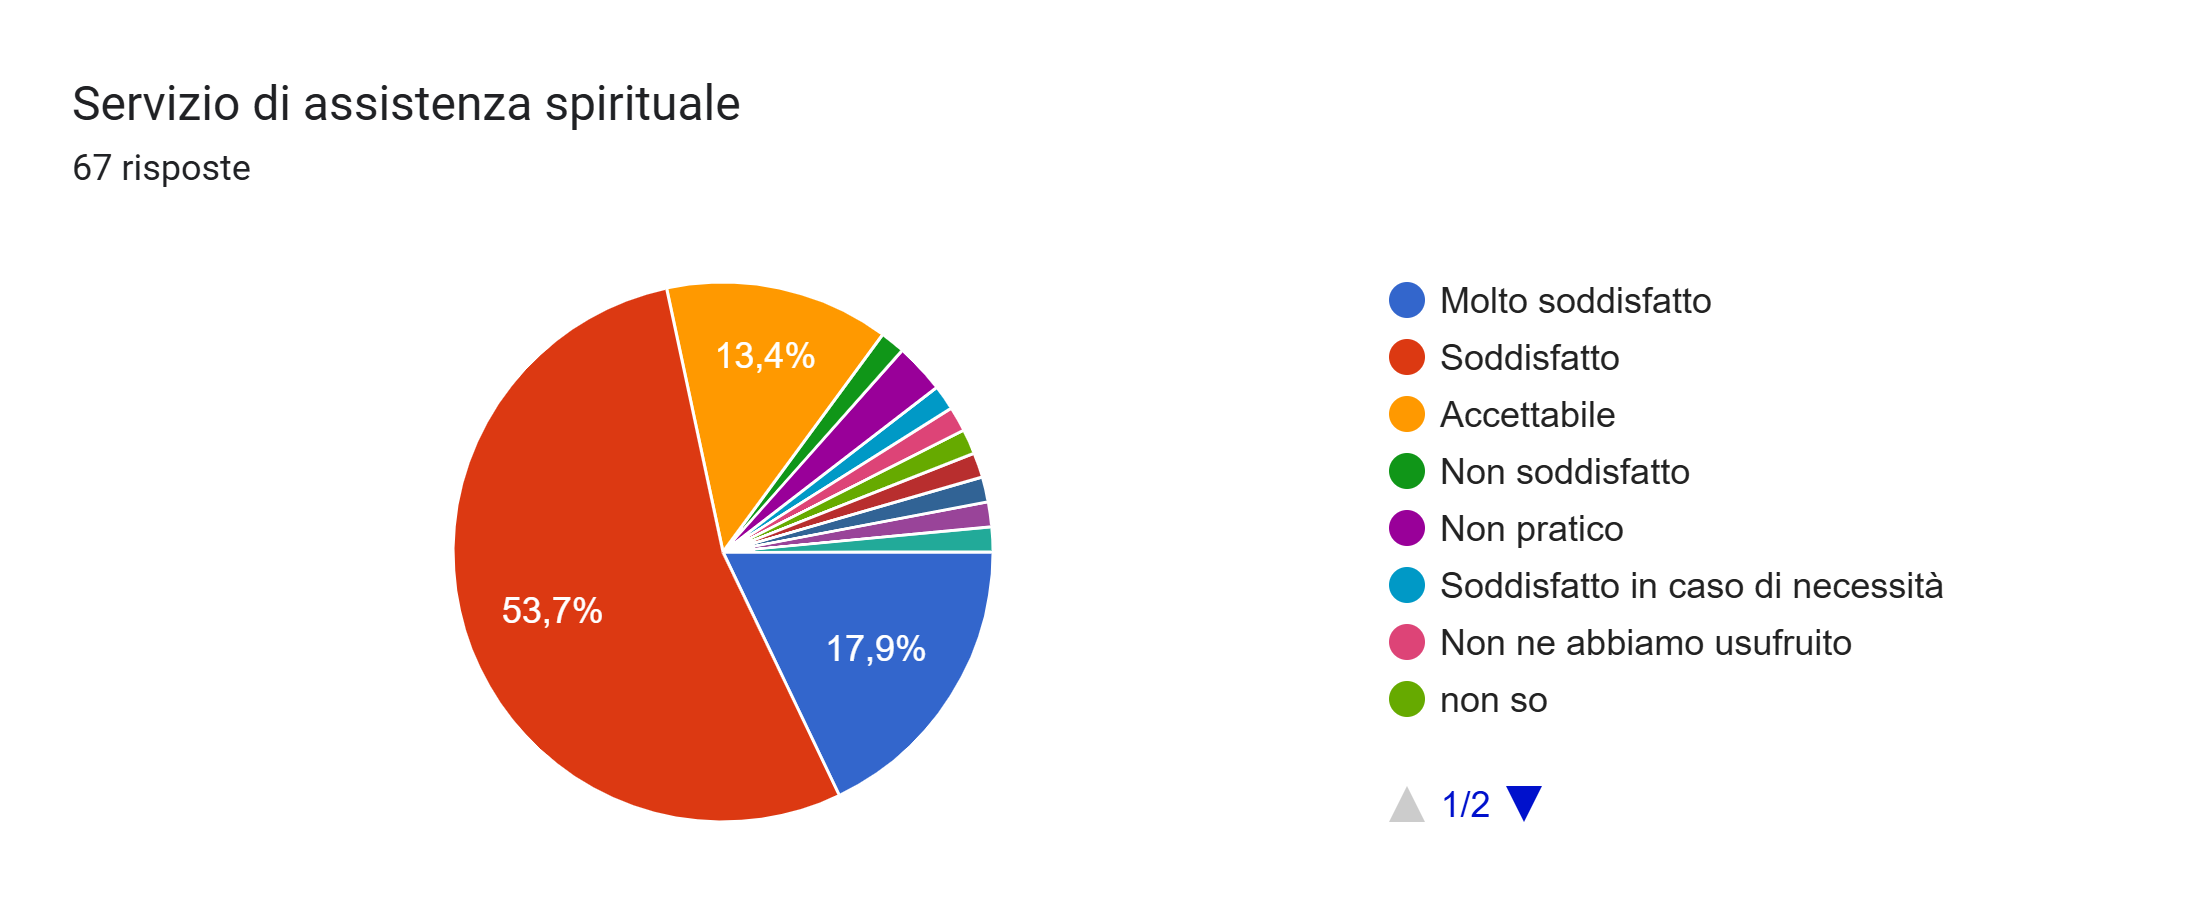 Servizio di assistenza spirituale
67 risposte
13,4%
53,7%
17,9%
Molto soddisfatto
Soddisfatto
Accettabile
Non soddisfatto
Non pratico
Soddisfatto in caso di necessità
Non ne abbiamo usufruito
non so
1/2